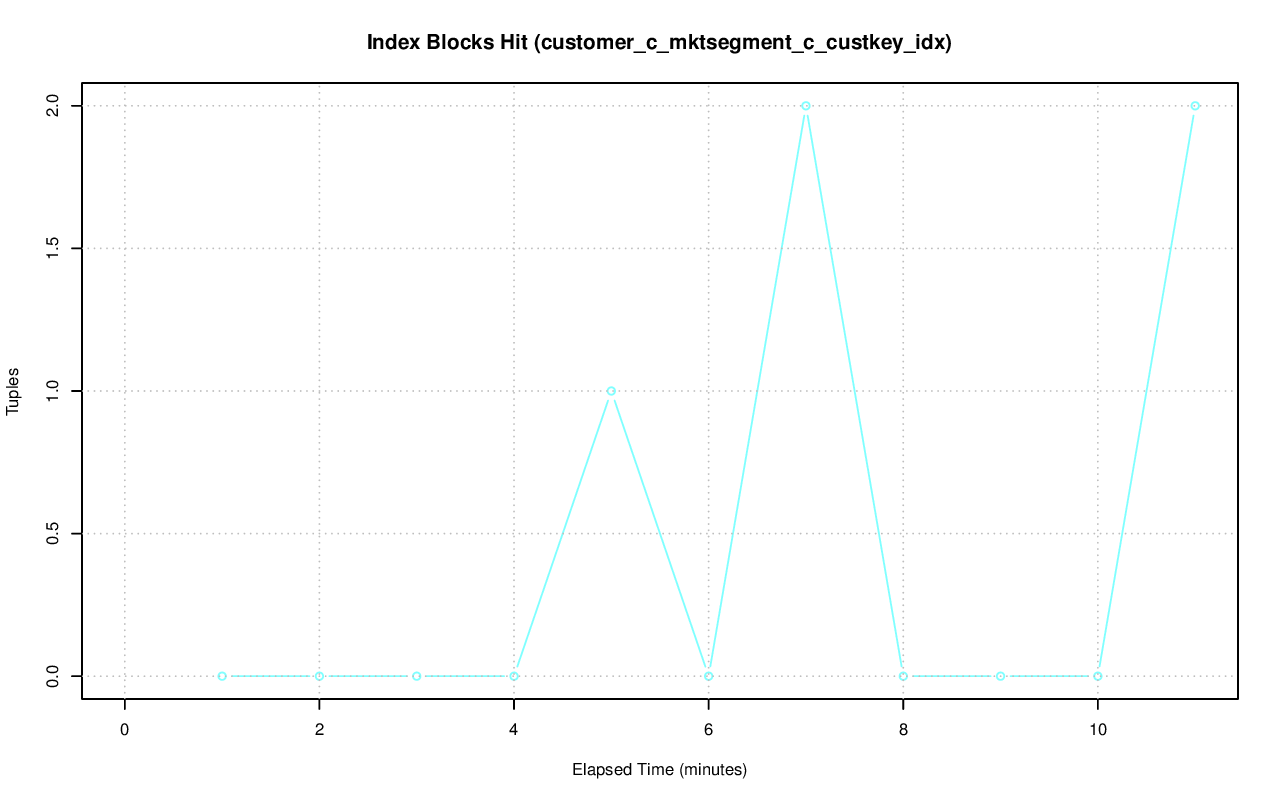 Index Blocks Hit (customer_c_mktsegment_c_custkey_idx)
2.0
1.5
1.0
0.5
0.0
Tuples
0 2 4 6 8 10
Elapsed Time (minutes)